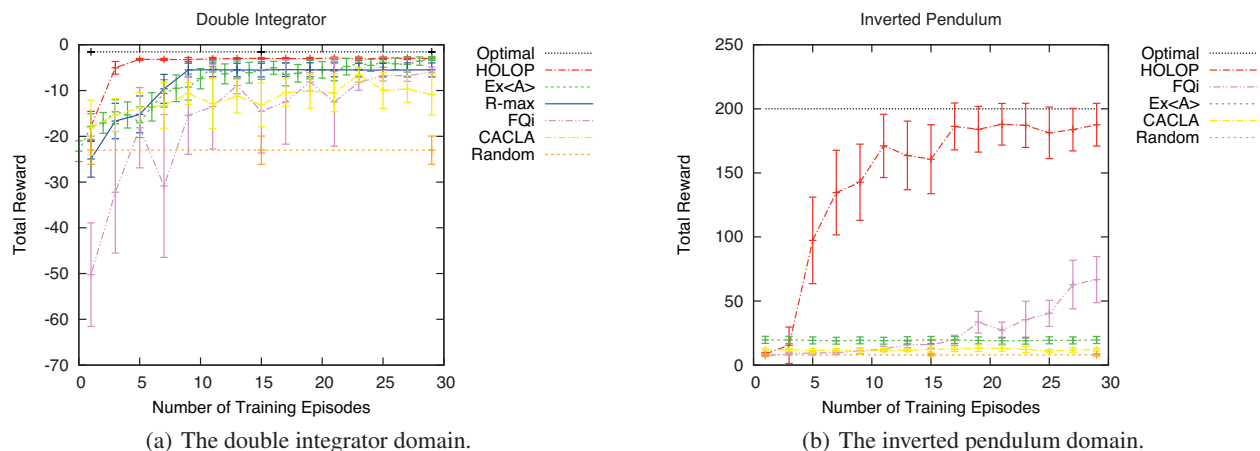 Double Integrator
0
-10
-20
-30
-40
-50
-60
-70
Total Reward
0 5 10 15 20 25 30
Number of Training Episodes
Optimal
HOLOP
Ex<A>
R-max
FQi
CACLA
Random
(a) The double integrator domain.
Inverted Pendulum
250
200
150
100
50
0
Total Reward
0 5 10 15 20 25 30
Number of Training Episodes
Optimal
HOLOP
FQi
Ex<A>
CACLA
Random
(b) The inverted pendulum domain.